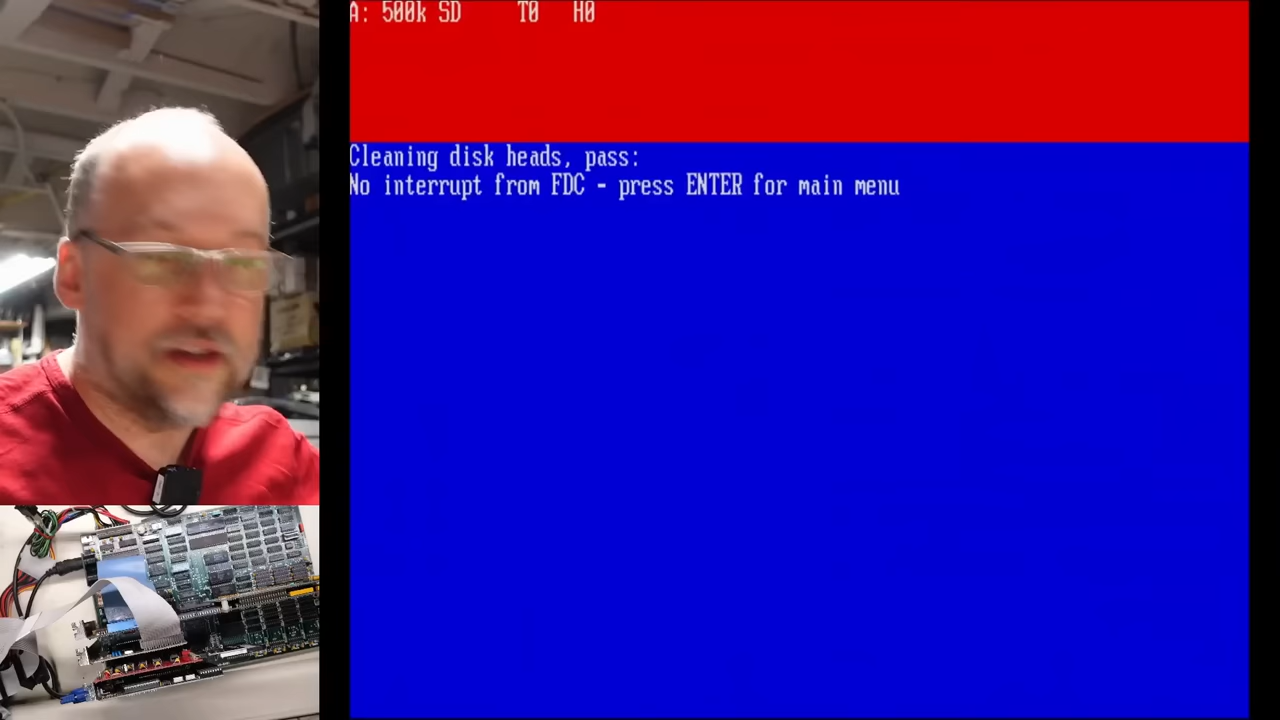 A: 500k SD T0 H0
Cleaning disk heads, pass:
No interrupt from FDC - press ENTER for main menu